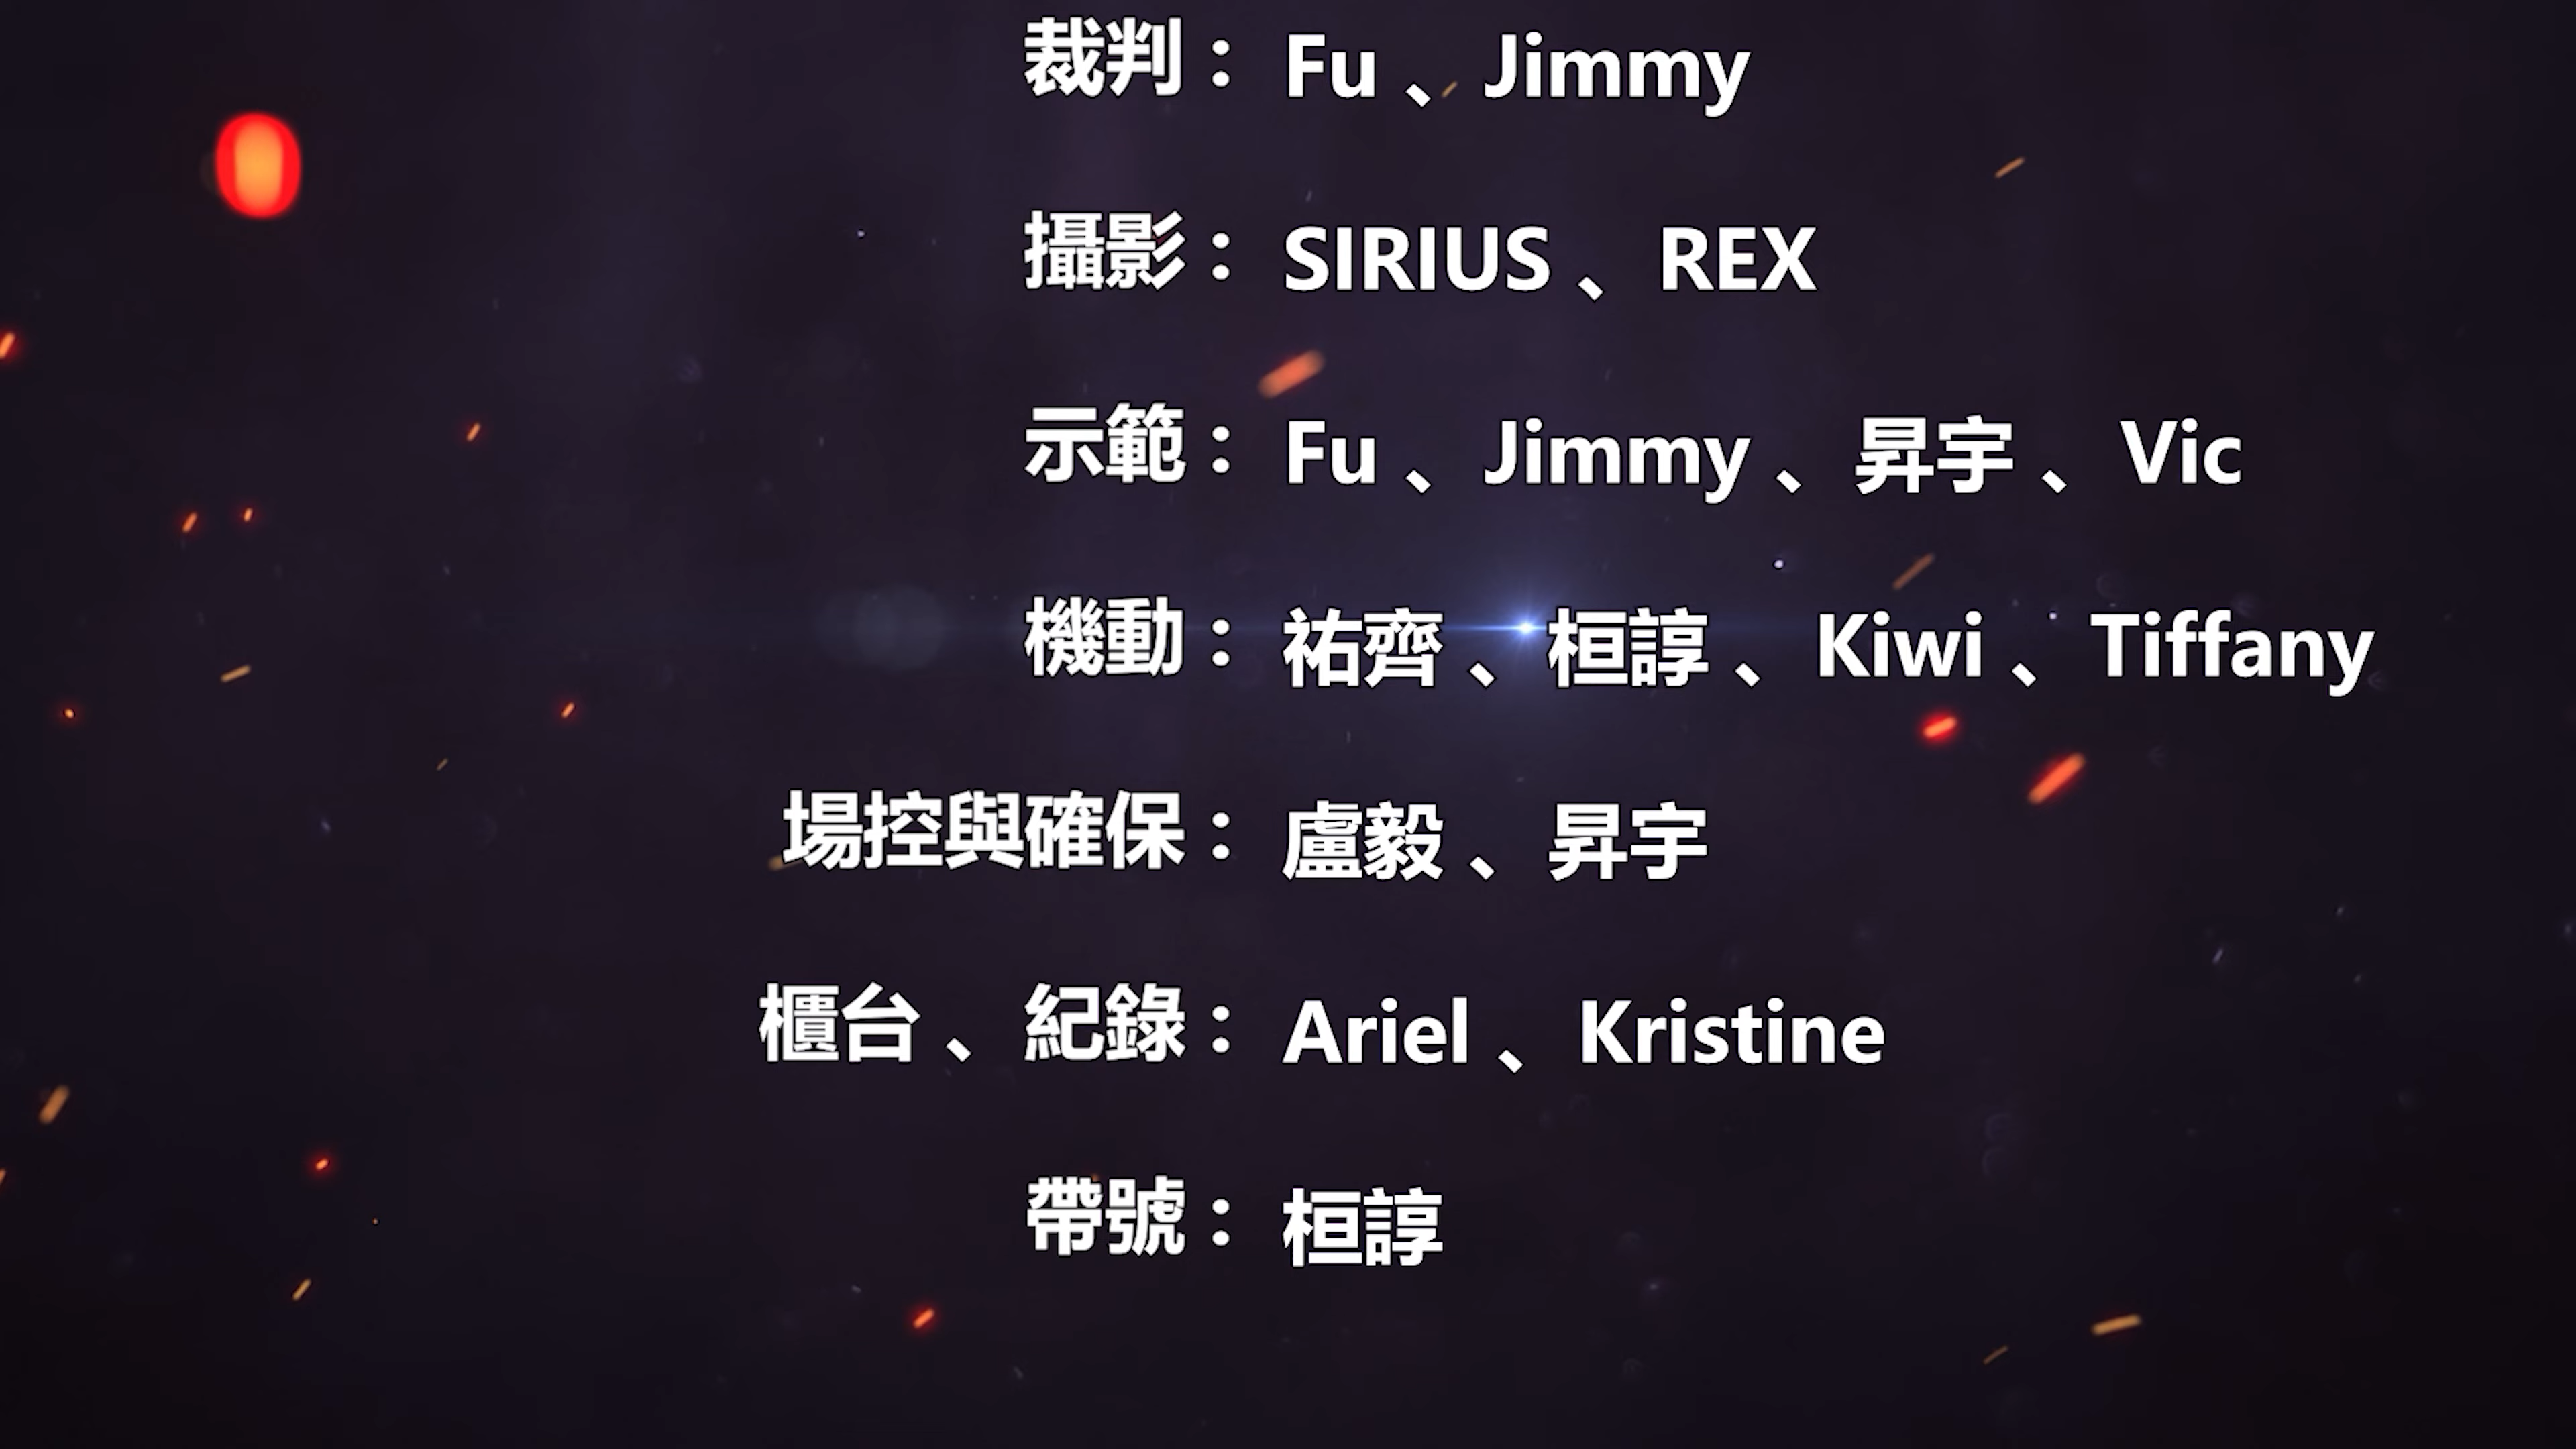 裁判： Fu 、 Jimmy
攝影： SIRIUS 、 REX
示範： Fu 、 Jimmy 、 昇宇 、 Vic
機動： 祐齊 、 桓諄 、 Kiwi 、 Tiffany
場控與確保： 盧毅 、 昇宇
櫃台 、 紀錄： Ariel 、 Kristine
帶號： 桓諄